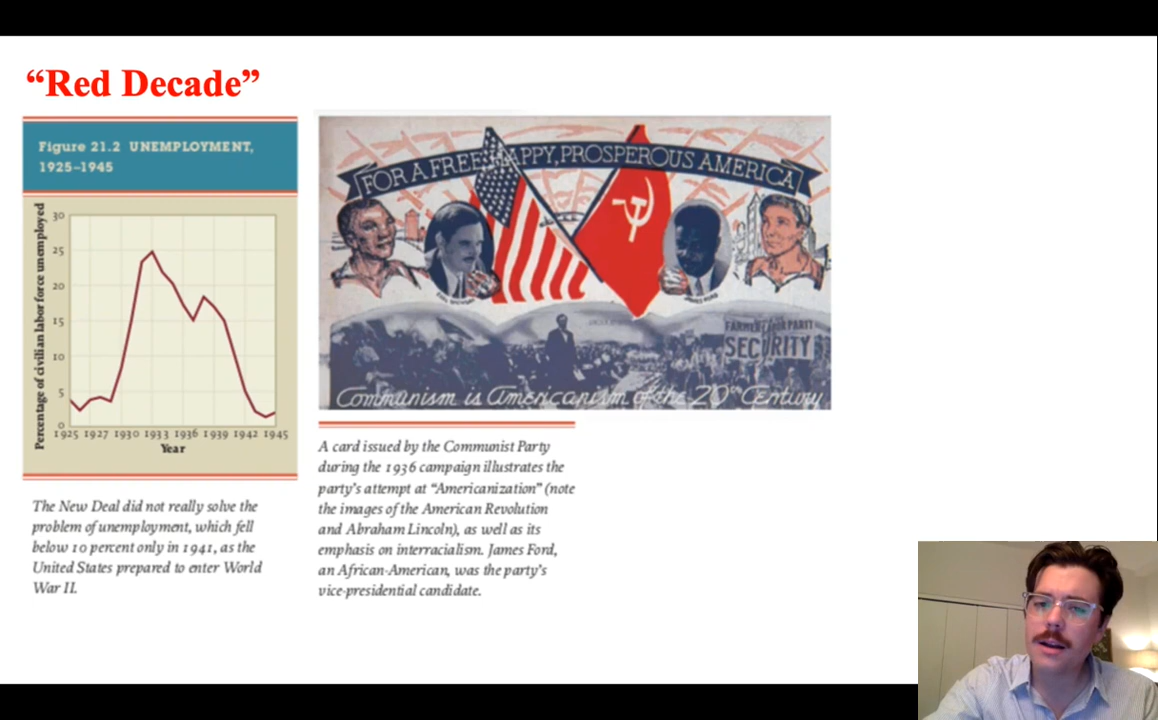 “Red Decade”
Figure 21.2 UNEMPLOYMENT,
1925–1945
Percentage of civilian labor force unemployed
30
25
20
15
10
5
0
1925 1927 1930 1933 1936 1939 1942 1945
Year
The New Deal did not really solve the
problem of unemployment, which fell
below 10 percent only in 1941, as the
United States prepared to enter World
War II.
FOR A FREE, HAPPY, PROSPEROUS AMERICA
JAMES FORD
SECURITY
Communism is Americanism of the 20th Century
A card issued by the Communist Party
during the 1936 campaign illustrates the
party’s attempt at “Americanization” (note
the images of the American Revolution
and Abraham Lincoln), as well as its
emphasis on interracialism. James Ford,
an African-American, was the party’s
vice-presidential candidate.